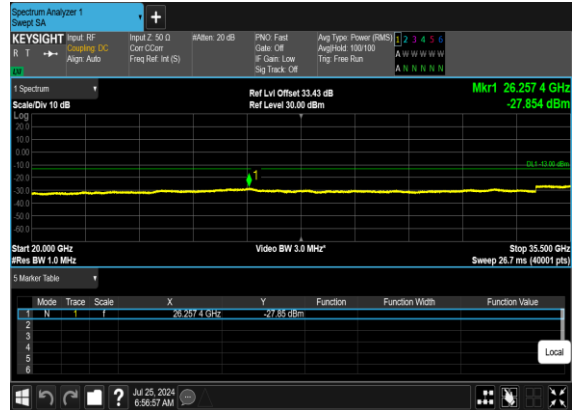 Spectrum Analyzer 1
Swept SA
+
KEYSIGHT Input: RF Input Z: 50 Ω #Atten: 20 dB PNO: Fast Avg Type: Power (RMS) 1 2 3 4 5 6
R T Coupling: DC Corr CCorr Gate: Off Avg|Hold: 100/100 A W W W W W
Align: Auto Freq Ref: Int (S) IF Gain: Low Trig: Free Run
Sig Track: Off A N N N N N
1 Spectrum Ref Lvl Offset 33.43 dB Mkr1 26.257 4 GHz
Scale/Div 10 dB Ref Level 30.00 dBm -27.854 dBm
Log
20.0
10.0
0.00
-10.0 DL1 -13.00 dBm
1
-20.0
-30.0
-40.0
-50.0
-60.0
Start 20.000 GHz Video BW 3.0 MHz* Stop 35.500 GHz
#Res BW 1.0 MHz Sweep 26.7 ms (40001 pts)
5 Marker Table
Mode Trace Scale X Y Function Function Width Function Value
1 N 1 f 26.257 4 GHz -27.85 dBm
2
3
4
5
6
Local
? Jul 25, 2024
6:56:57 AM